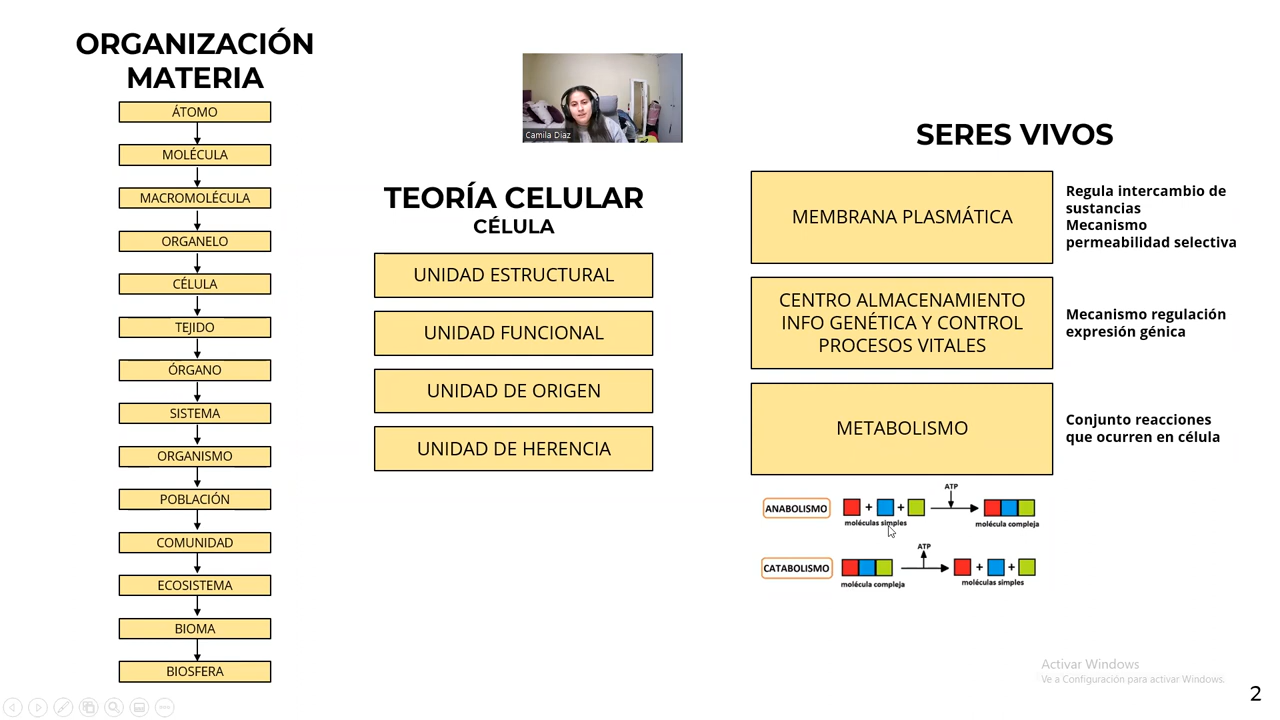 ORGANIZACIÓN
MATERIA
ÁTOMO
MOLÉCULA
MACROMOLÉCULA
ORGANELO
CÉLULA
TEJIDO
ÓRGANO
SISTEMA
ORGANISMO
POBLACIÓN
COMUNIDAD
ECOSISTEMA
BIOMA
BIOSFERA
Camila Diaz
TEORÍA CELULAR
CÉLULA
UNIDAD ESTRUCTURAL
UNIDAD FUNCIONAL
UNIDAD DE ORIGEN
UNIDAD DE HERENCIA
SERES VIVOS
MEMBRANA PLASMÁTICA
Regula intercambio de
sustancias
Mecanismo
permeabilidad selectiva
CENTRO ALMACENAMIENTO
INFO GENÉTICA Y CONTROL
PROCESOS VITALES
Mecanismo regulación
expresión génica
METABOLISMO
Conjunto reacciones
que ocurren en célula
ATP
ANABOLISMO
+ +
moléculas simples
molécula compleja
ATP
CATABOLISMO
+ +
molécula compleja
moléculas simples
Activar Windows
Ve a Configuración para activar Windows.
2